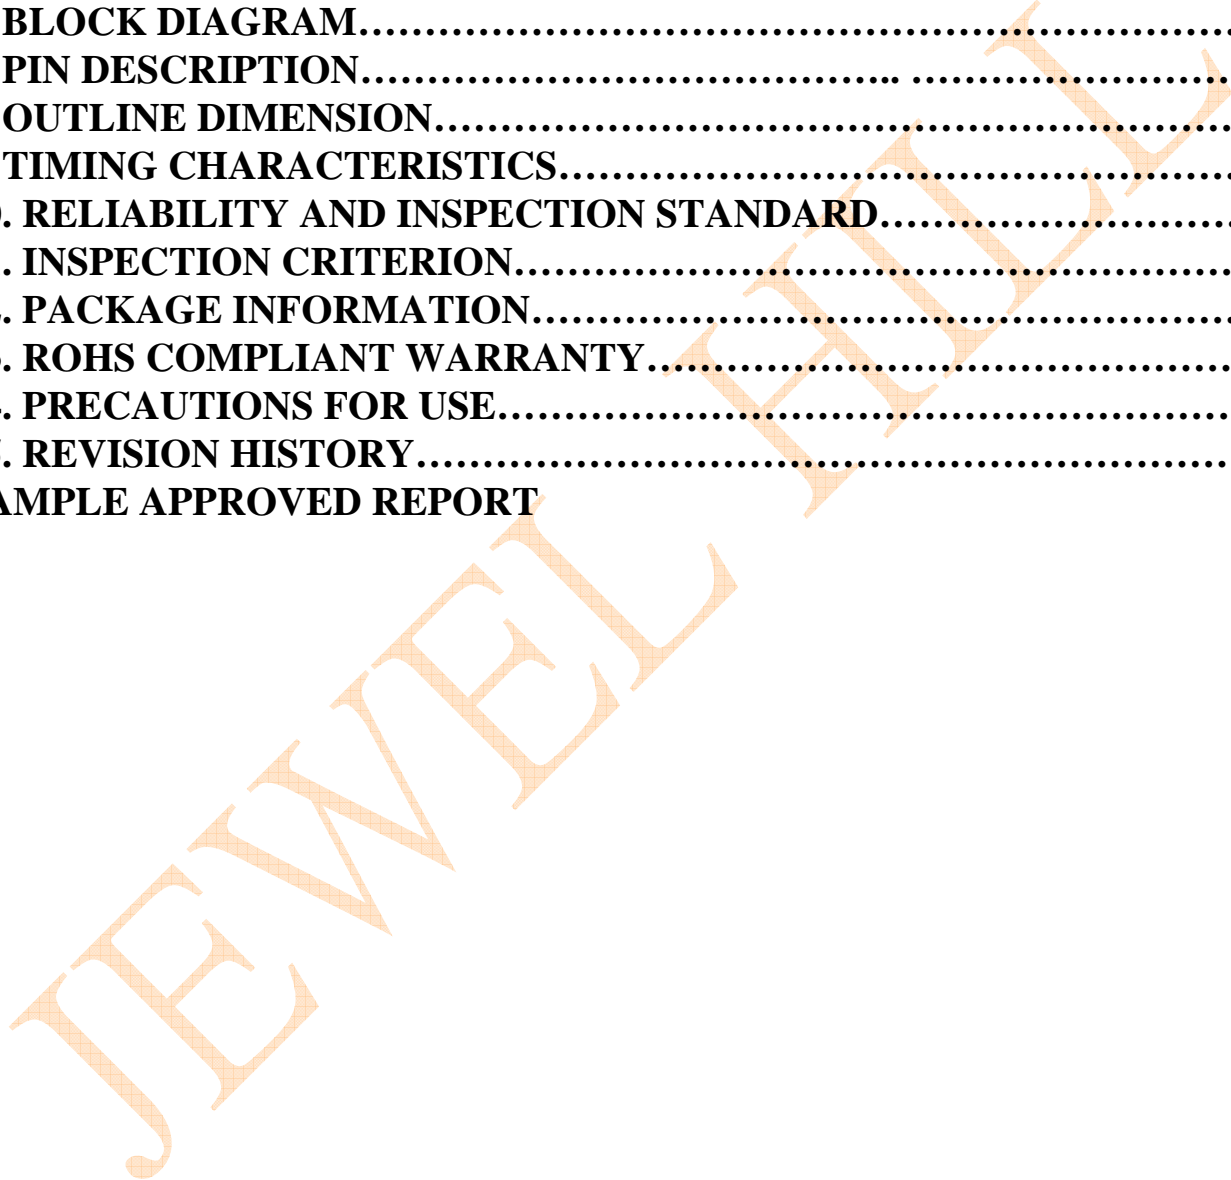 BLOCK DIAGRAM……………………………………………………………
PIN DESCRIPTION…………………………………….. ……………………
OUTLINE DIMENSION………………………………………………………
TIMING CHARACTERISTICS………………………………………………
. RELIABILITY AND INSPECTION STANDARD………………………
. INSPECTION CRITERION…………………………………………………
. PACKAGE INFORMATION………………………………………………
. ROHS COMPLIANT WARRANTY………………………………………
. PRECAUTIONS FOR USE…………………………………………………
. REVISION HISTORY………………………………………………………
AMPLE APPROVED REPORT
JEWEL HILL